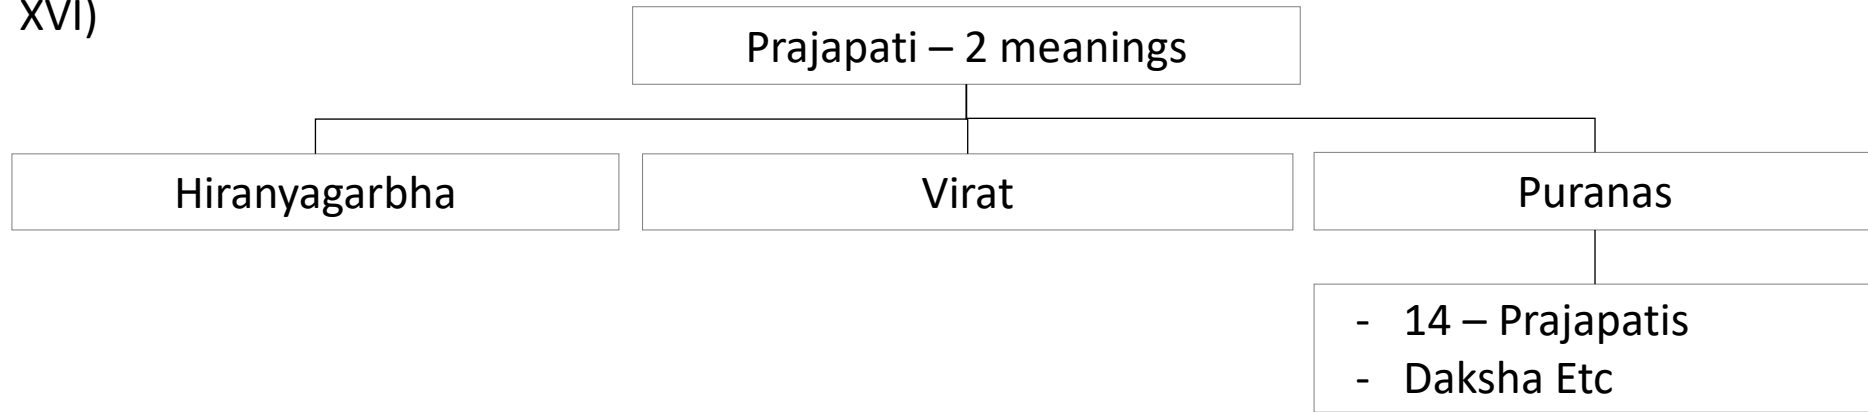 XVI)
Prajapati – 2 meanings
Hiranyagarbha
Virat
Puranas
- 14 – Prajapatis
- Daksha Etc